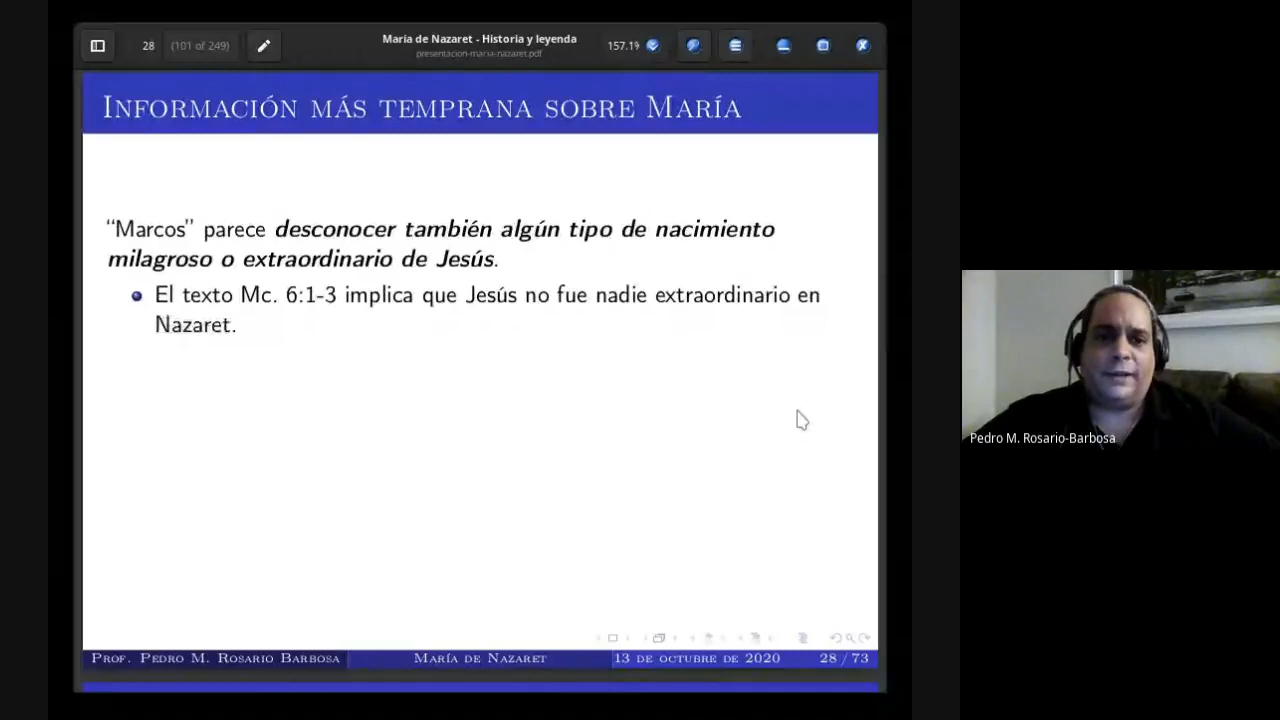 28 (101 of 249)
María de Nazaret - Historia y leyenda
presentacion-maria-nazaret.pdf
157.1%
Información más temprana sobre María
“Marcos” parece desconocer también algún tipo de nacimiento
milagroso o extraordinario de Jesús.
El texto Mc. 6:1-3 implica que Jesús no fue nadie extraordinario en
Nazaret.
Pedro M. Rosario-Barbosa
Prof. Pedro M. Rosario Barbosa María de Nazaret 13 de octubre de 2020 28 / 73